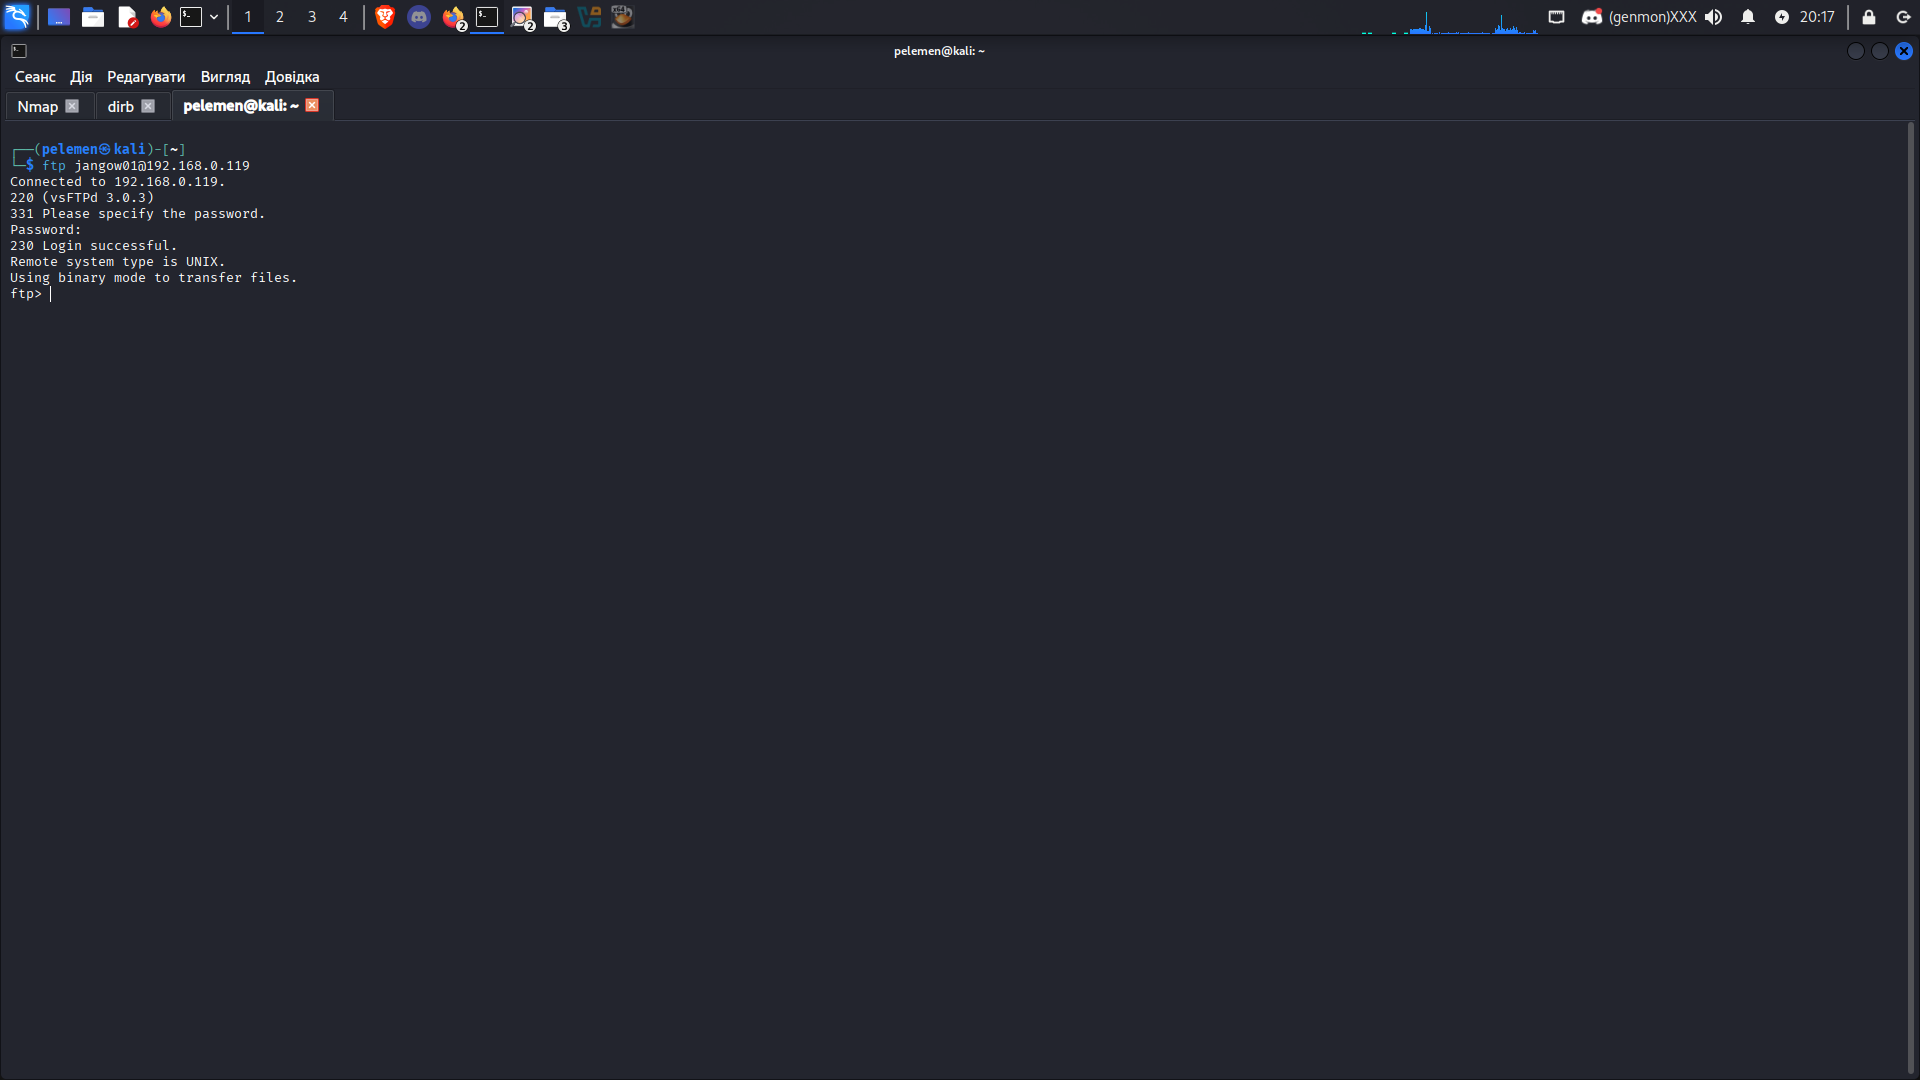 1 2 3 4
2
2
3
(genmon)XXX
20:17
pelemen@kali: ~
Сеанс Дія Редагувати Вигляд Довідка
Nmap dirb pelemen@kali: ~
┌──(pelemen㉿kali)-[~]
└─$ ftp jangow01@192.168.0.119
Connected to 192.168.0.119.
220 (vsFTPd 3.0.3)
331 Please specify the password.
Password:
230 Login successful.
Remote system type is UNIX.
Using binary mode to transfer files.
ftp>